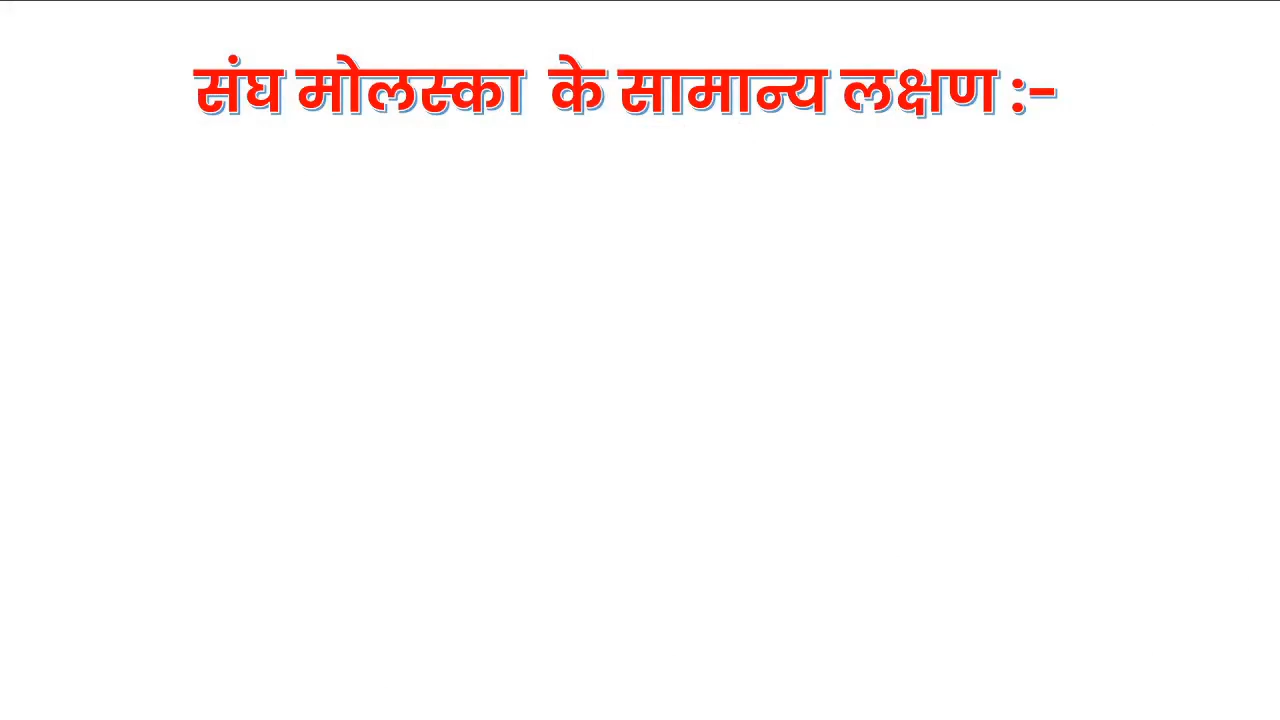 संघ मोलस्का के सामान्य लक्षण :-